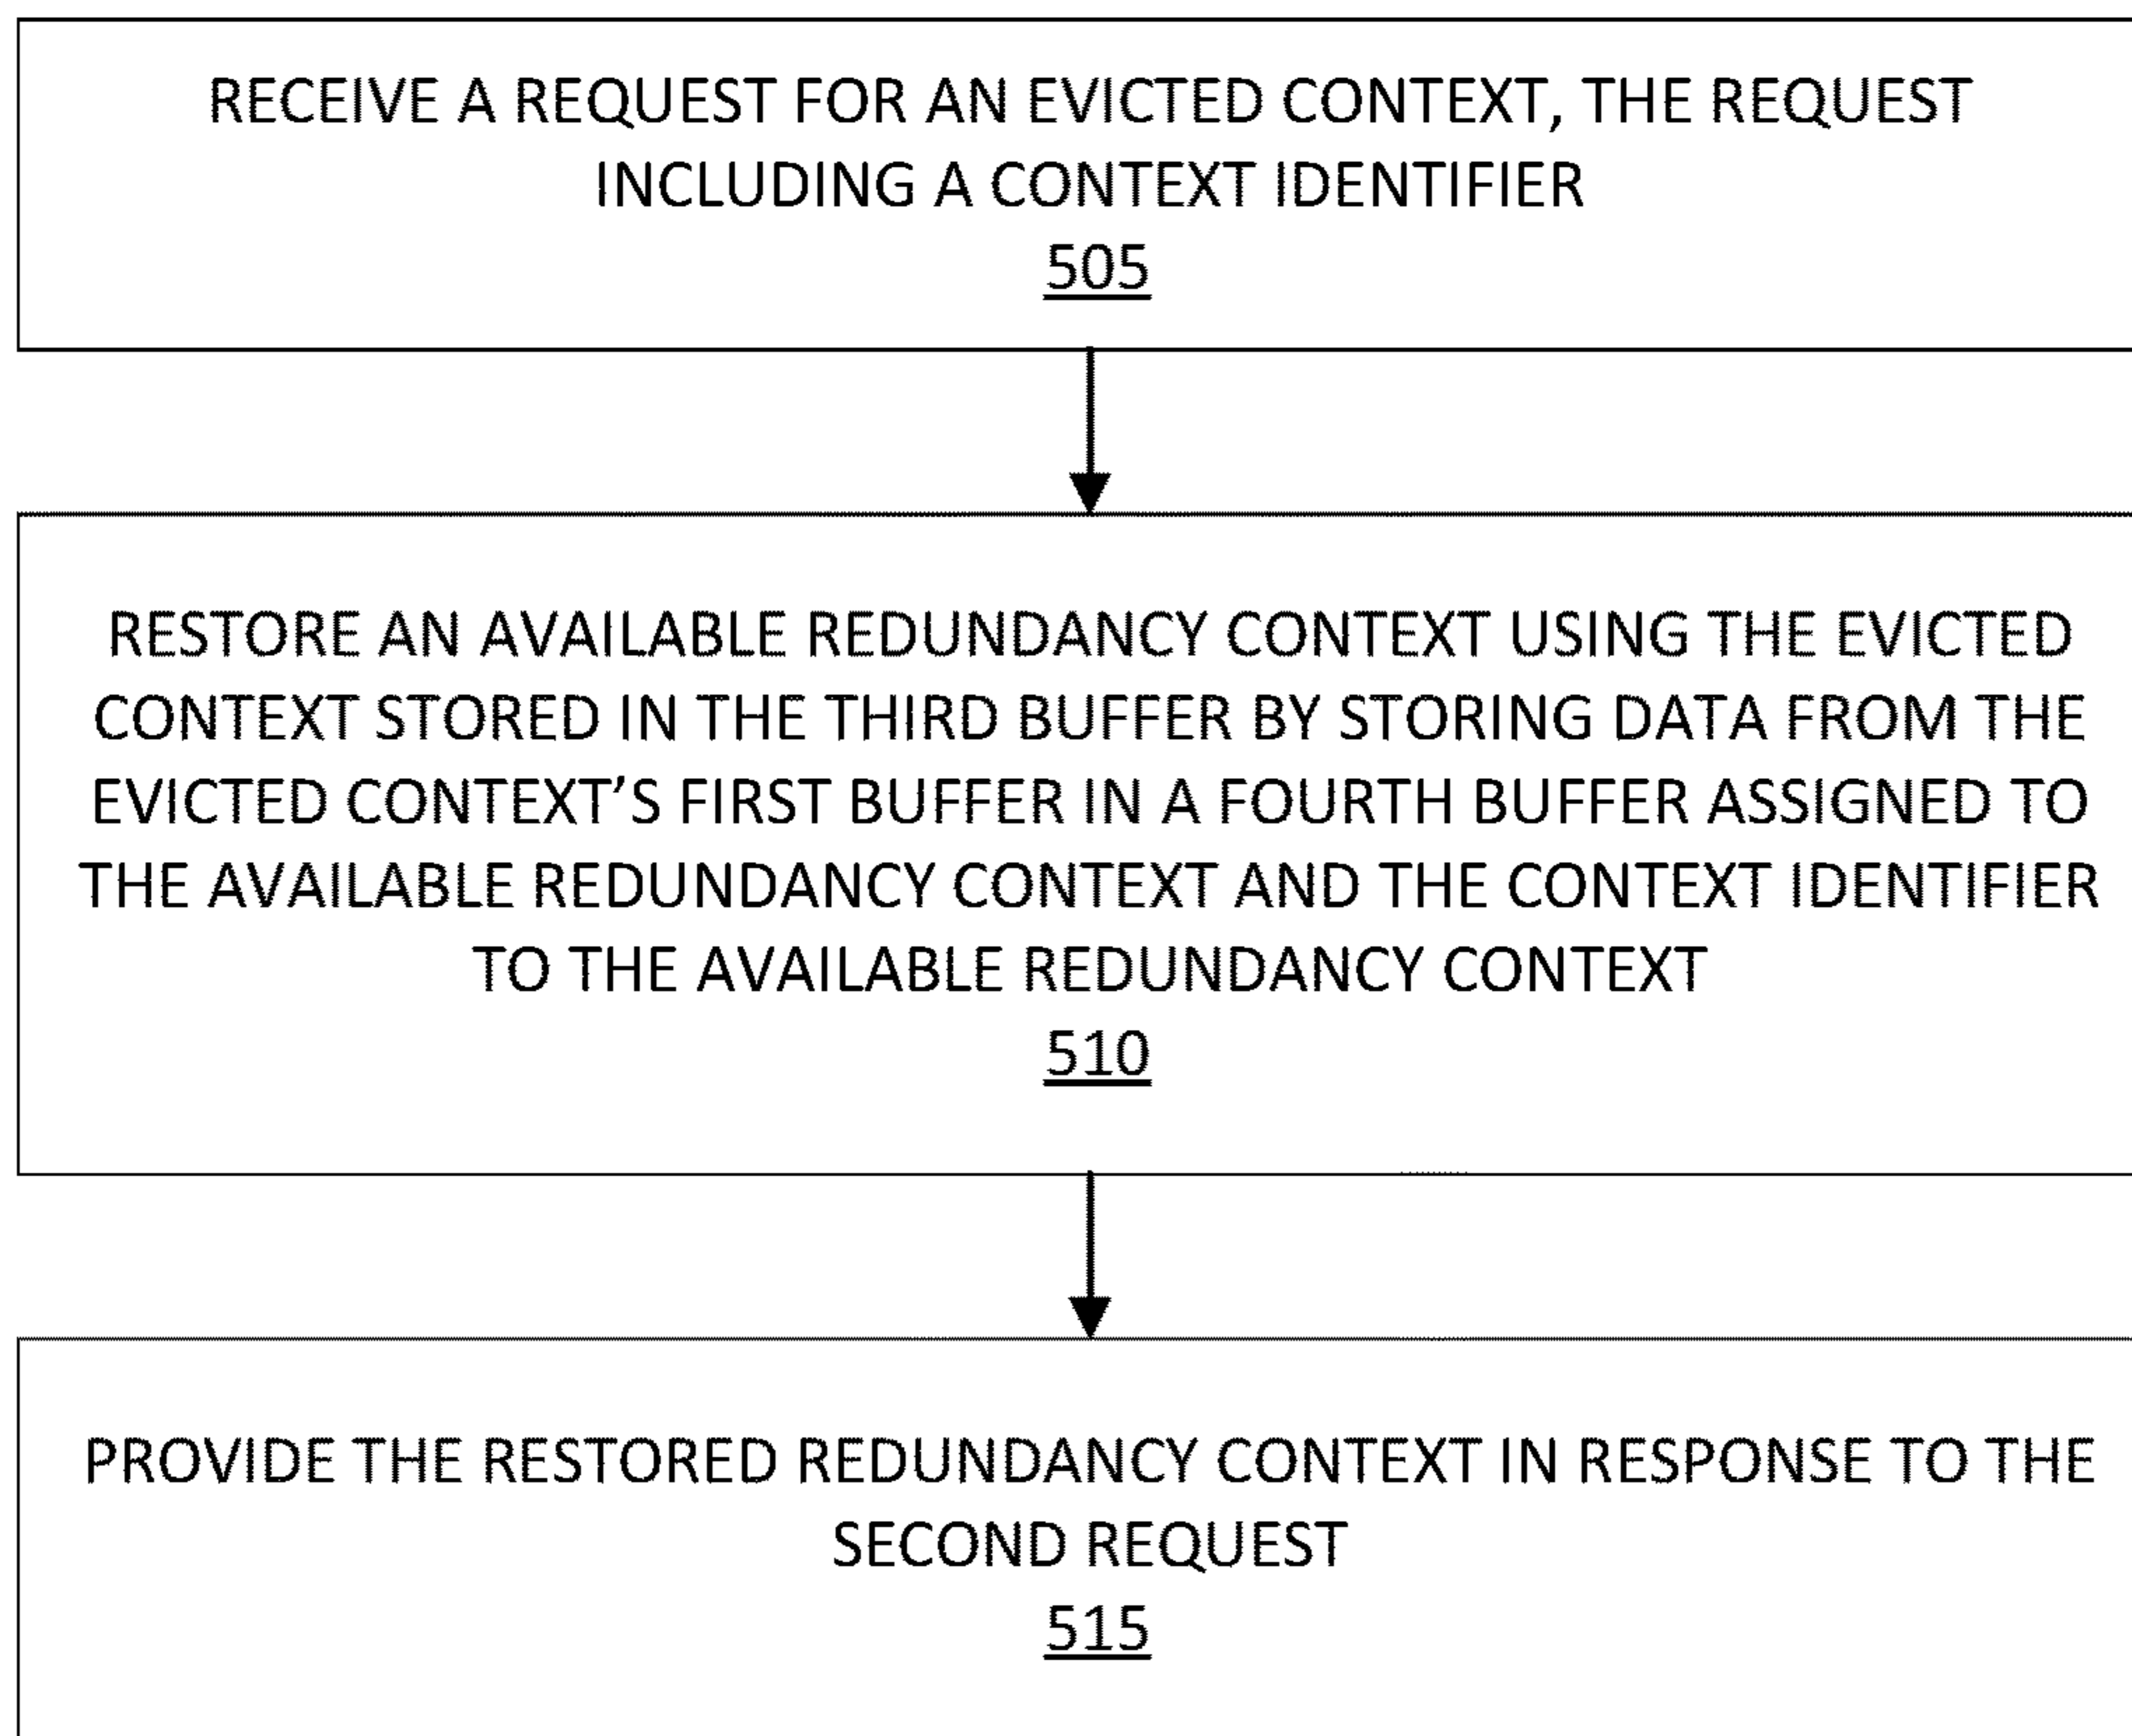 RECEIVE A REQUEST FOR AN EVICTED CONTEXT, THE REQUEST
INCLUDING A CONTEXT IDENTIFIER
505
RESTORE AN AVAILABLE REDUNDANCY CONTEXT USING THE EVICTED
CONTEXT STORED IN THE THIRD BUFFER BY STORING DATA FROM THE
EVICTED CONTEXT’S FIRST BUFFER IN A FOURTH BUFFER ASSIGNED TO
THE AVAILABLE REDUNDANCY CONTEXT AND THE CONTEXT IDENTIFIER
TO THE AVAILABLE REDUNDANCY CONTEXT
510
PROVIDE THE RESTORED REDUNDANCY CONTEXT IN RESPONSE TO THE
SECOND REQUEST
515